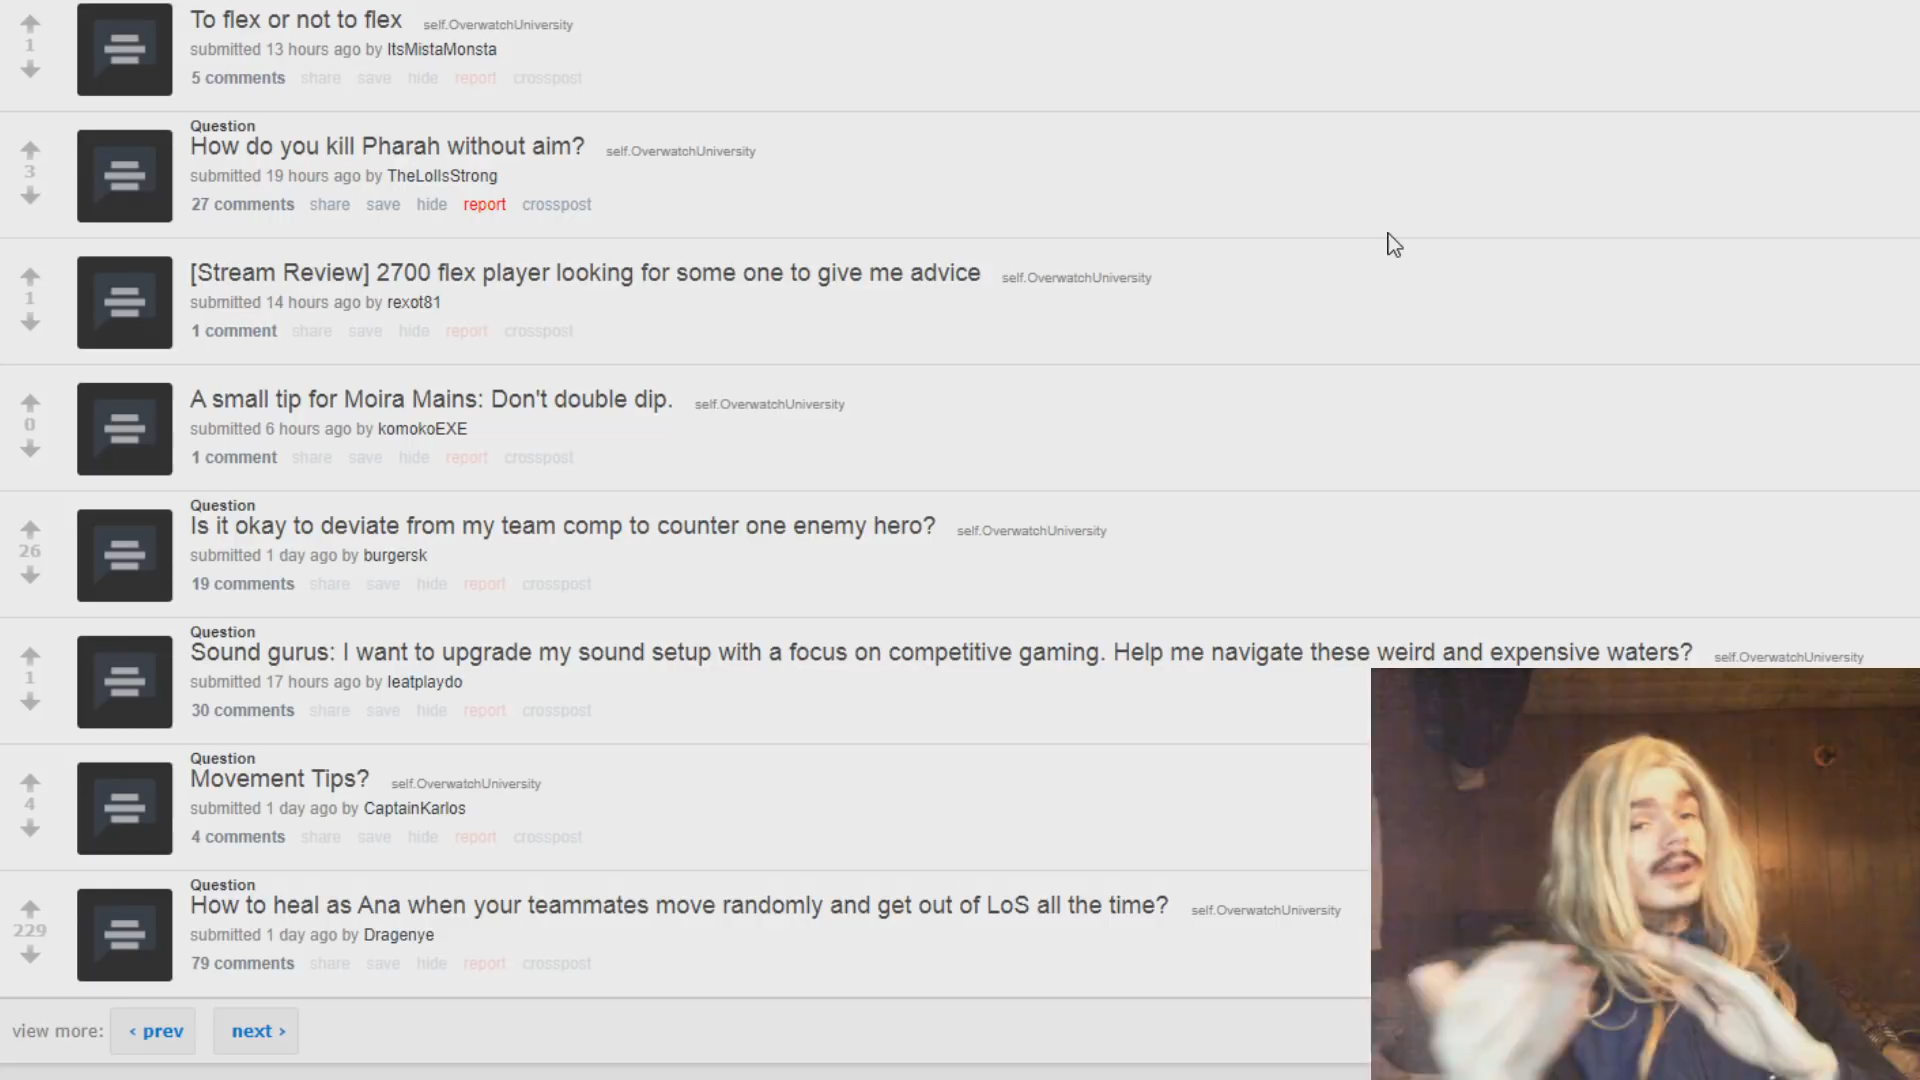 To flex or not to flex self.OverwatchUniversity
1
submitted 13 hours ago by ItsMistaMonsta
5 comments share save hide report crosspost
Question
How do you kill Pharah without aim? self.OverwatchUniversity
3
submitted 19 hours ago by TheLollsStrong
27 comments share save hide report crosspost
[Stream Review] 2700 flex player looking for some one to give me advice self.OverwatchUniversity
1
submitted 14 hours ago by rexot81
1 comment share save hide report crosspost
A small tip for Moira Mains: Don't double dip. self.OverwatchUniversity
0
submitted 6 hours ago by komokoEXE
1 comment share save hide report crosspost
Question
Is it okay to deviate from my team comp to counter one enemy hero? self.OverwatchUniversity
26
submitted 1 day ago by burgersk
19 comments share save hide report crosspost
Question
Sound gurus: I want to upgrade my sound setup with a focus on competitive gaming. Help me navigate these weird and expensive waters? self.OverwatchUniversity
1
submitted 17 hours ago by leatplaydo
30 comments share save hide report crosspost
Question
Movement Tips? self.OverwatchUniversity
4
submitted 1 day ago by CaptainKarlos
4 comments share save hide report crosspost
Question
How to heal as Ana when your teammates move randomly and get out of LoS all the time? self.OverwatchUniversity
229
submitted 1 day ago by Dragenye
79 comments share save hide report crosspost
view more: ‹ prev next ›